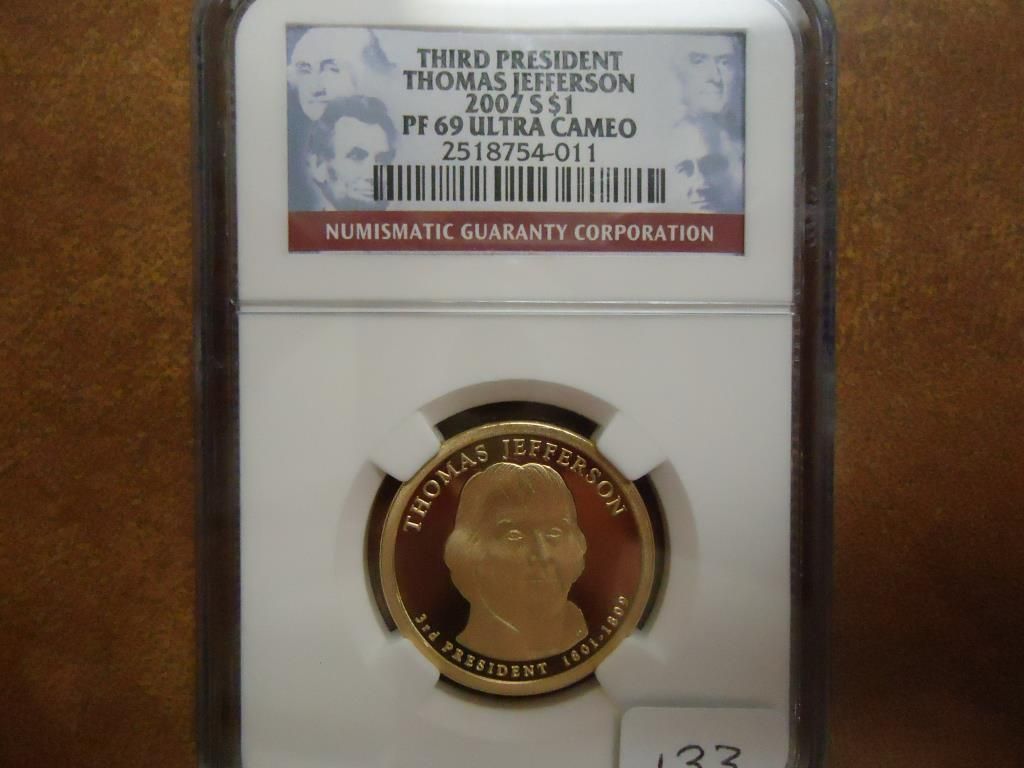 THIRD PRESIDENT
THOMAS JEFFERSON
2007 S $1
PF 69 ULTRA CAMEO
2518754-011
NUMISMATIC GUARANTY CORPORATION
THOMAS JEFFERSON
3rd PRESIDENT 1801-1809
133